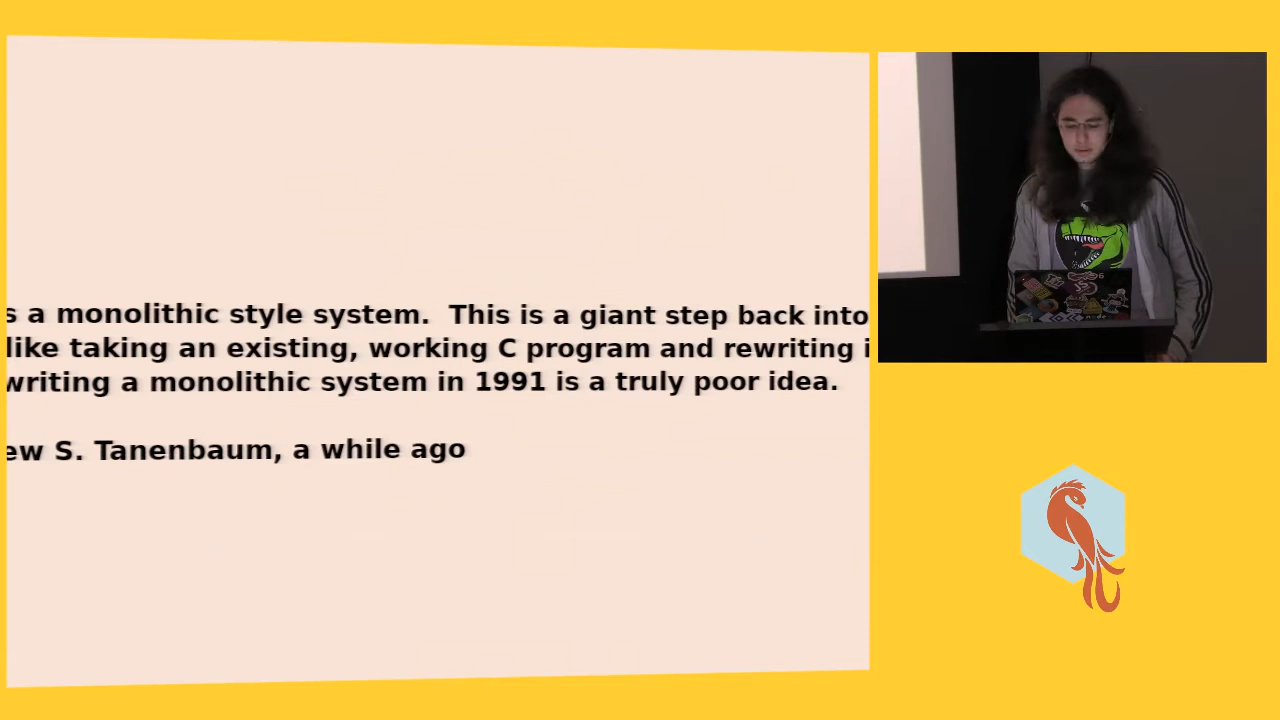 s a monolithic style system. This is a giant step back into
like taking an existing, working C program and rewriting i
writing a monolithic system in 1991 is a truly poor idea.
ew S. Tanenbaum, a while ago